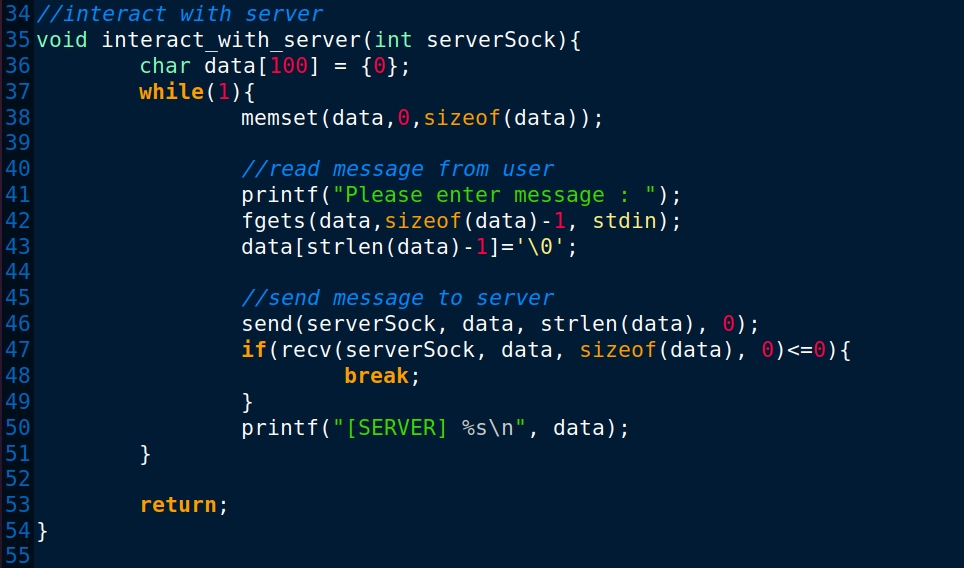 34 //interact with server
35 void interact_with_server(int serverSock){
36         char data[100] = {0};
37         while(1){
38                 memset(data,0,sizeof(data));
39
40                 //read message from user
41                 printf("Please enter message : ");
42                 fgets(data,sizeof(data)-1, stdin);
43                 data[strlen(data)-1]='\0';
44
45                 //send message to server
46                 send(serverSock, data, strlen(data), 0);
47                 if(recv(serverSock, data, sizeof(data), 0)<=0){
48                         break;
49                 }
50                 printf("[SERVER] %s\n", data);
51         }
52
53         return;
54 }
55